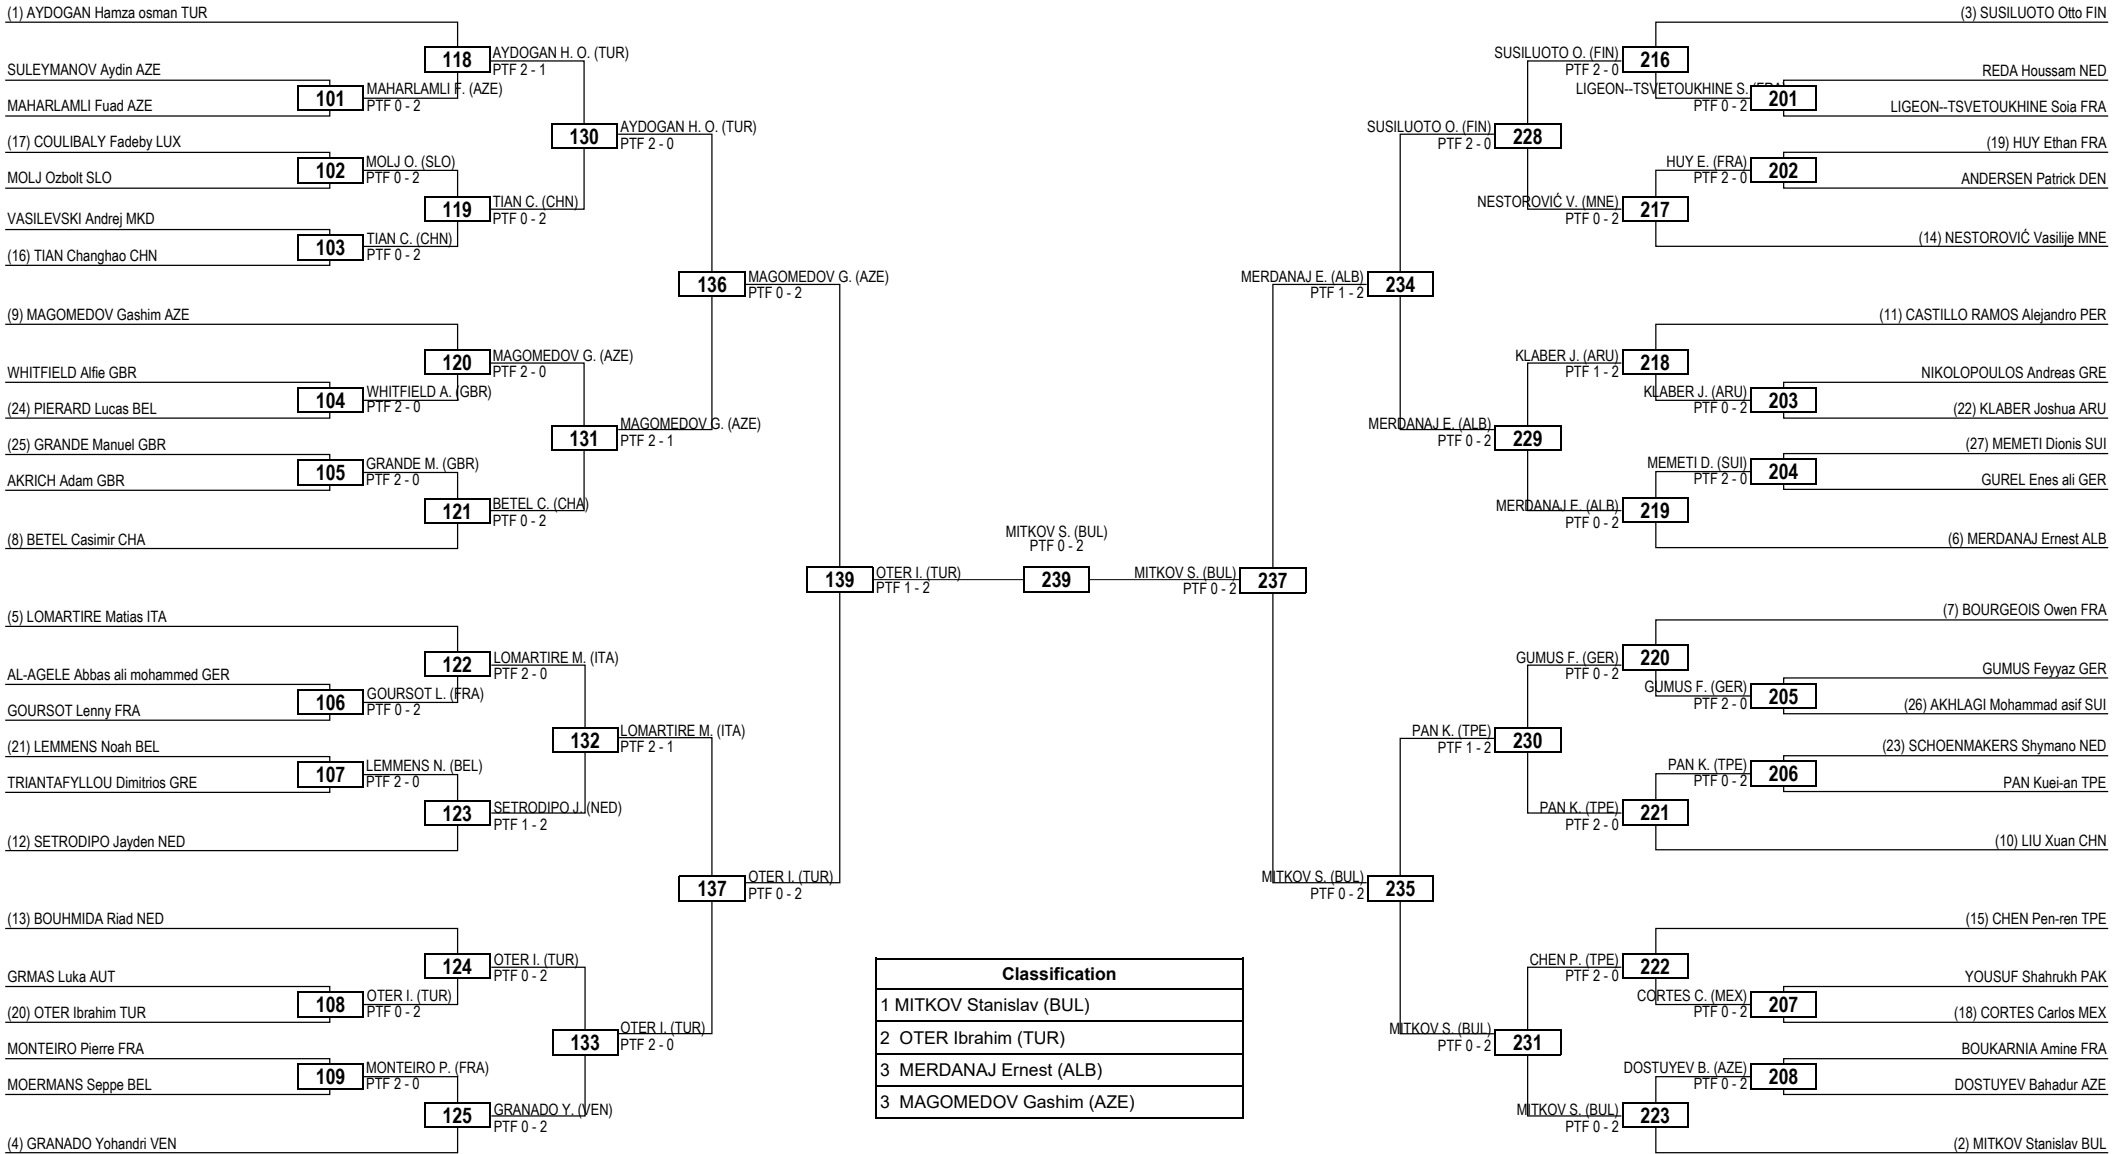 (1) AYDOGAN Hamza osman TUR
118
AYDOGAN H. O. (TUR)
PTF 2 - 1
SULEYMANOV Aydin AZE
101
MAHARLAMLI F. (AZE)
PTF 0 - 2
MAHARLAMLI Fuad AZE
130
AYDOGAN H. O. (TUR)
PTF 2 - 0
(17) COULIBALY Fadeby LUX
102
MOLJ O. (SLO)
PTF 0 - 2
MOLJ Ozbolt SLO
119
TIAN C. (CHN)
PTF 0 - 2
VASILEVSKI Andrej MKD
103
TIAN C. (CHN)
PTF 0 - 2
(16) TIAN Changhao CHN
136
MAGOMEDOV G. (AZE)
PTF 0 - 2
(9) MAGOMEDOV Gashim AZE
120
MAGOMEDOV G. (AZE)
PTF 2 - 0
WHITFIELD Alfie GBR
104
WHITFIELD A. (GBR)
PTF 2 - 0
(24) PIERARD Lucas BEL
131
MAGOMEDOV G. (AZE)
PTF 2 - 1
(25) GRANDE Manuel GBR
105
GRANDE M. (GBR)
PTF 2 - 0
AKRICH Adam GBR
121
BETEL C. (CHA)
PTF 0 - 2
(8) BETEL Casimir CHA
139
OTER I. (TUR)
PTF 1 - 2
(5) LOMARTIRE Matias ITA
122
LOMARTIRE M. (ITA)
PTF 2 - 0
AL-AGELE Abbas ali mohammed GER
106
GOURSOT L. (FRA)
PTF 0 - 2
GOURSOT Lenny FRA
132
LOMARTIRE M. (ITA)
PTF 2 - 1
(21) LEMMENS Noah BEL
107
LEMMENS N. (BEL)
PTF 2 - 0
TRIANTAFYLLOU Dimitrios GRE
123
SETRODIPO J. (NED)
PTF 1 - 2
(12) SETRODIPO Jayden NED
137
OTER I. (TUR)
PTF 0 - 2
(13) BOUHMIDA Riad NED
124
OTER I. (TUR)
PTF 0 - 2
GRMAS Luka AUT
108
OTER I. (TUR)
PTF 0 - 2
(20) OTER Ibrahim TUR
133
OTER I. (TUR)
PTF 2 - 0
MONTEIRO Pierre FRA
109
MONTEIRO P. (FRA)
PTF 2 - 0
MOERMANS Seppe BEL
125
GRANADO Y. (VEN)
PTF 0 - 2
(4) GRANADO Yohandri VEN
MITKOV S. (BUL)
PTF 0 - 2
239
(3) SUSILUOTO Otto FIN
SUSILUOTO O. (FIN)
PTF 2 - 0
216
REDA Houssam NED
LIGEON--TSVETOUKHINE S. (FRA
PTF 0 - 2
201
LIGEON--TSVETOUKHINE Soia FRA
SUSILUOTO O. (FIN)
PTF 2 - 0
228
(19) HUY Ethan FRA
HUY E. (FRA)
PTF 2 - 0
202
ANDERSEN Patrick DEN
NESTOROVIĆ V. (MNE)
PTF 0 - 2
217
(14) NESTOROVIĆ Vasilije MNE
MERDANAJ E. (ALB)
PTF 1 - 2
234
(11) CASTILLO RAMOS Alejandro PER
KLABER J. (ARU)
PTF 1 - 2
218
NIKOLOPOULOS Andreas GRE
KLABER J. (ARU)
PTF 0 - 2
203
(22) KLABER Joshua ARU
MERDANAJ E. (ALB)
PTF 0 - 2
229
(27) MEMETI Dionis SUI
MEMETI D. (SUI)
PTF 2 - 0
204
GUREL Enes ali GER
MERDANAJ E. (ALB)
PTF 0 - 2
219
(6) MERDANAJ Ernest ALB
MITKOV S. (BUL)
PTF 0 - 2
237
(7) BOURGEOIS Owen FRA
GUMUS F. (GER)
PTF 0 - 2
220
GUMUS Feyyaz GER
GUMUS F. (GER)
PTF 2 - 0
205
(26) AKHLAGI Mohammad asif SUI
PAN K. (TPE)
PTF 1 - 2
230
(23) SCHOENMAKERS Shymano NED
PAN K. (TPE)
PTF 0 - 2
206
PAN Kuei-an TPE
PAN K. (TPE)
PTF 2 - 0
221
(10) LIU Xuan CHN
MITKOV S. (BUL)
PTF 0 - 2
235
(15) CHEN Pen-ren TPE
CHEN P. (TPE)
PTF 2 - 0
222
YOUSUF Shahrukh PAK
CORTES C. (MEX)
PTF 0 - 2
207
(18) CORTES Carlos MEX
MITKOV S. (BUL)
PTF 0 - 2
231
BOUKARNIA Amine FRA
DOSTUYEV B. (AZE)
PTF 0 - 2
208
DOSTUYEV Bahadur AZE
MITKOV S. (BUL)
PTF 0 - 2
223
(2) MITKOV Stanislav BUL
Classification
1 MITKOV Stanislav (BUL)
2 OTER Ibrahim (TUR)
3 MERDANAJ Ernest (ALB)
3 MAGOMEDOV Gashim (AZE)